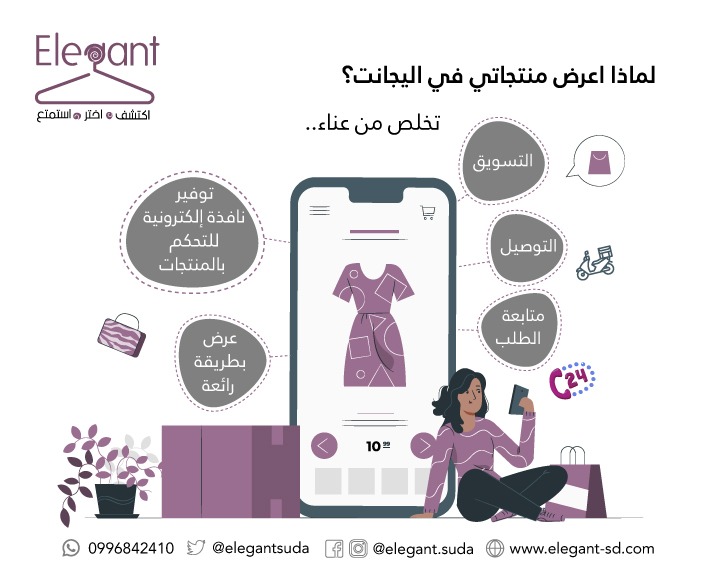 Elegant
اكتشف اختر استمتع
لماذا اعرض منتجاتي في اليجانت؟
تخلص من عناء..
التسويق
توفير
نافذة إلكترونية
للتحكم
بالمنتجات
التوصيل
متابعة
الطلب
عرض
بطريقة
رائعة
24
10 99
0996842410 @elegantsuda @elegant.suda www.elegant-sd.com